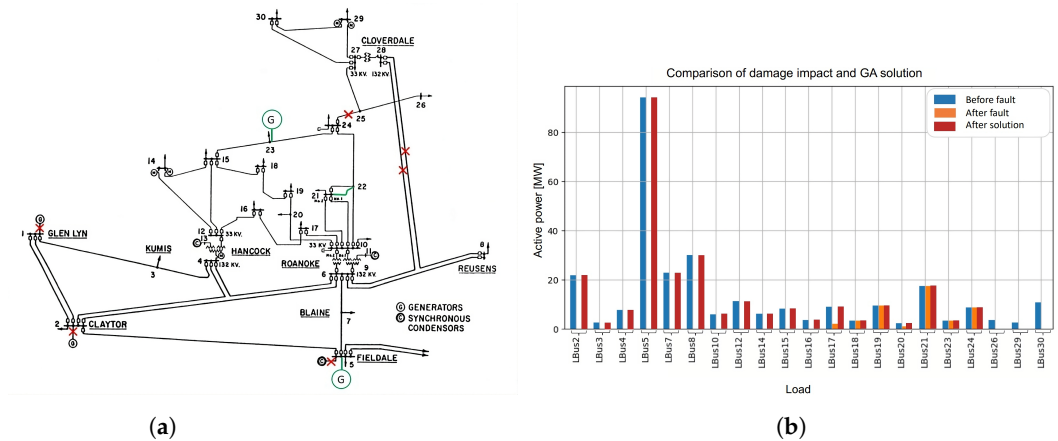 30
29
CLOVERDALE
27
28
33 KV.
132 KV
26
25
G
24
23
14
15
18
22
19
21
16
20
17
12
33 KV.
10
13
C
HANCOCK
33 KV
11
C
G
1
GLEN LYN
KUMIS
ROANOKE
8
4
132 KV.
6
9
132 KV.
REUSENS
3
BLAINE
G GENERATORS
C SYNCHRONOUS
CONDENSORS
2
CLAYTOR
7
G
FIELDALE
C
5
G
(a)
Comparison of damage impact and GA solution
Before fault
After fault
After solution
Active power [MW]
80
60
40
20
0
LBus2
LBus3
LBus4
LBus5
LBus7
LBus8
LBus10
LBus12
LBus14
LBus15
LBus16
LBus17
LBus18
LBus19
LBus20
LBus21
LBus23
LBus24
LBus26
LBus29
LBus30
Load
(b)